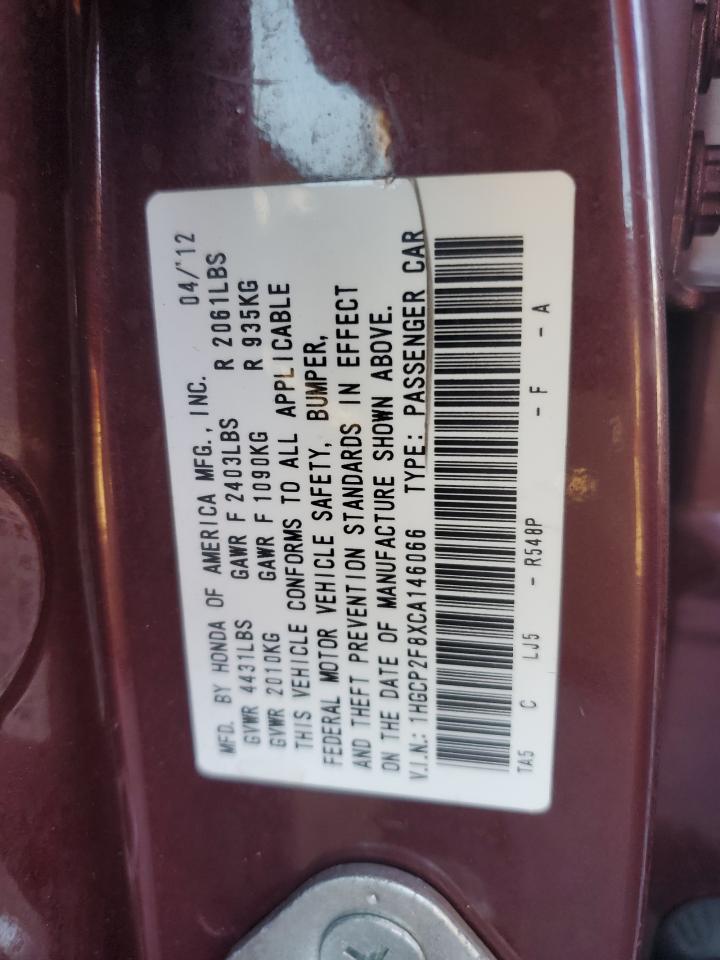 MFD. BY HONDA OF AMERICA MFG., INC. 04/'12
GVWR 4431LBS GAWR F 2403LBS R 2061LBS
GVWR 2010KG GAWR F 1090KG R 935KG
THIS VEHICLE CONFORMS TO ALL APPLICABLE
FEDERAL MOTOR VEHICLE SAFETY, BUMPER,
AND THEFT PREVENTION STANDARDS IN EFFECT
ON THE DATE OF MANUFACTURE SHOWN ABOVE.
V.I.N.: 1HGCP2F8XCA146066 TYPE: PASSENGER CAR
TA5 C LJ5 - R548P - F - A